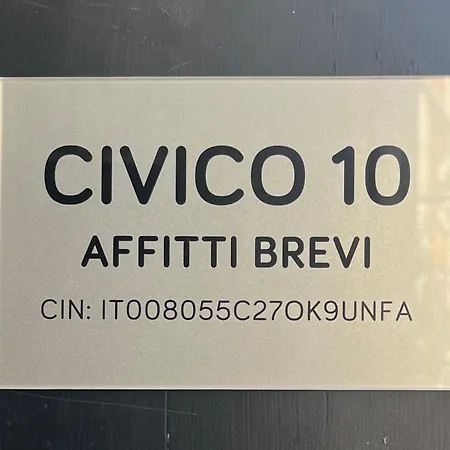 CIVICO 10
AFFITTI BREVI
CIN: IT008055C27OK9UNFA